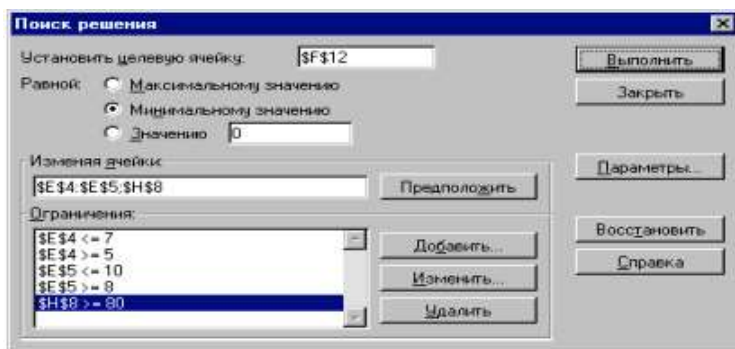 Поиск решения
Установить целевую ячейку: $F$12
Выполнить
Равной: Максимальному значению
Закрыть
Минимальному значению
Значению 0
Изменяя ячейки:
Параметры...
$E$4:$E$5;$H$8
Предположить
Ограничения:
Восстановить
$E$4 <= 7
Добавить...
$E$4 >= 5
$E$5 <= 10
Справка
$E$5 >= 8
Изменить...
$H$8 >= 80
Удалить